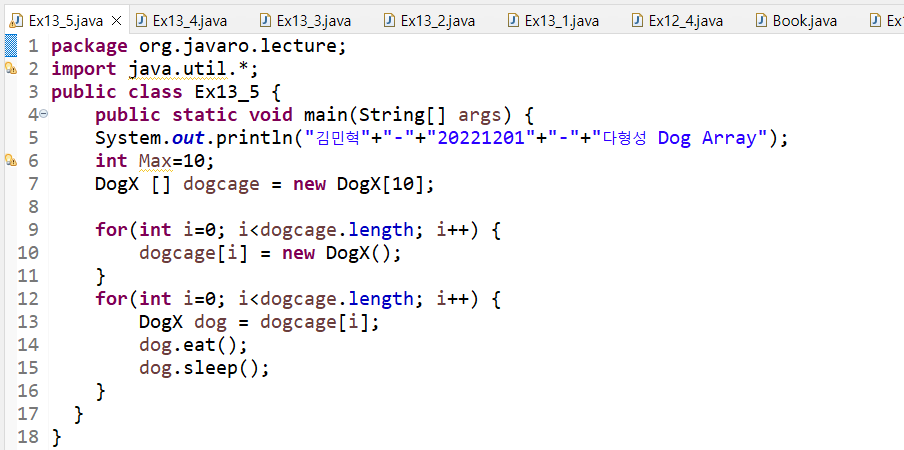 Ex13_5.java Ex13_4.java Ex13_3.java Ex13_2.java Ex13_1.java Ex12_4.java Book.java
1 package org.javaro.lecture;
2 import java.util.*;
3 public class Ex13_5 {
4 public static void main(String[] args) {
5 System.out.println("김민혁"+"-"+"20221201"+"-"+"다형성 Dog Array");
6 int Max=10;
7 DogX [] dogcage = new DogX[10];
8
9 for(int i=0; i<dogcage.length; i++) {
10 dogcage[i] = new DogX();
11 }
12 for(int i=0; i<dogcage.length; i++) {
13 DogX dog = dogcage[i];
14 dog.eat();
15 dog.sleep();
16 }
17 }
18 }